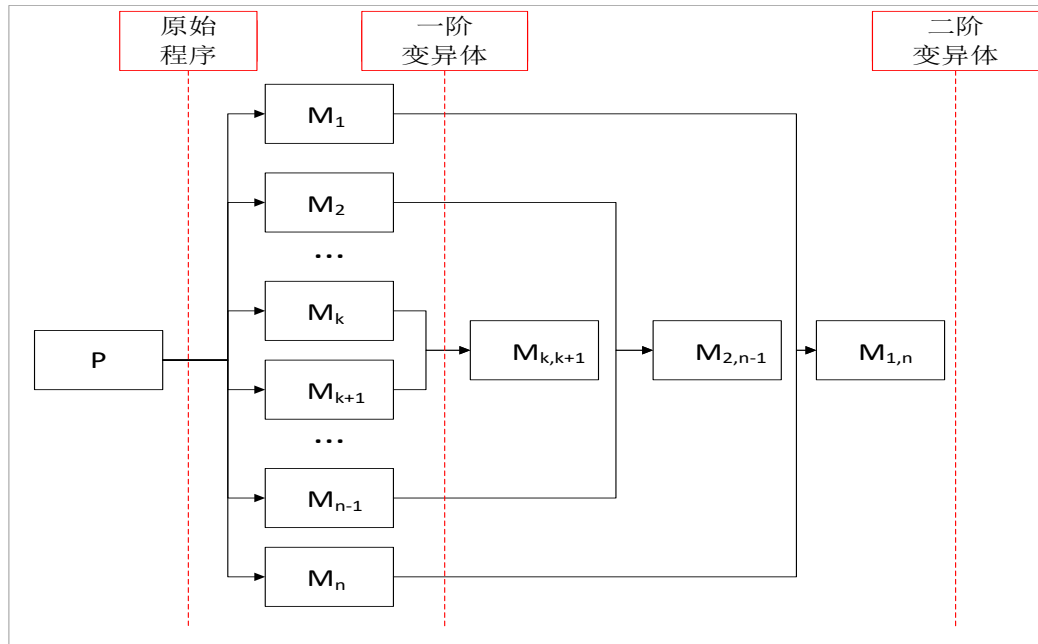 原始
程序
一阶
变异体
二阶
变异体
M₁
M₂
...
Mₖ
P
Mₖ,ₖ₊₁
M₂,ₙ₋₁
M₁,ₙ
Mₖ₊₁
...
Mₙ₋₁
Mₙ